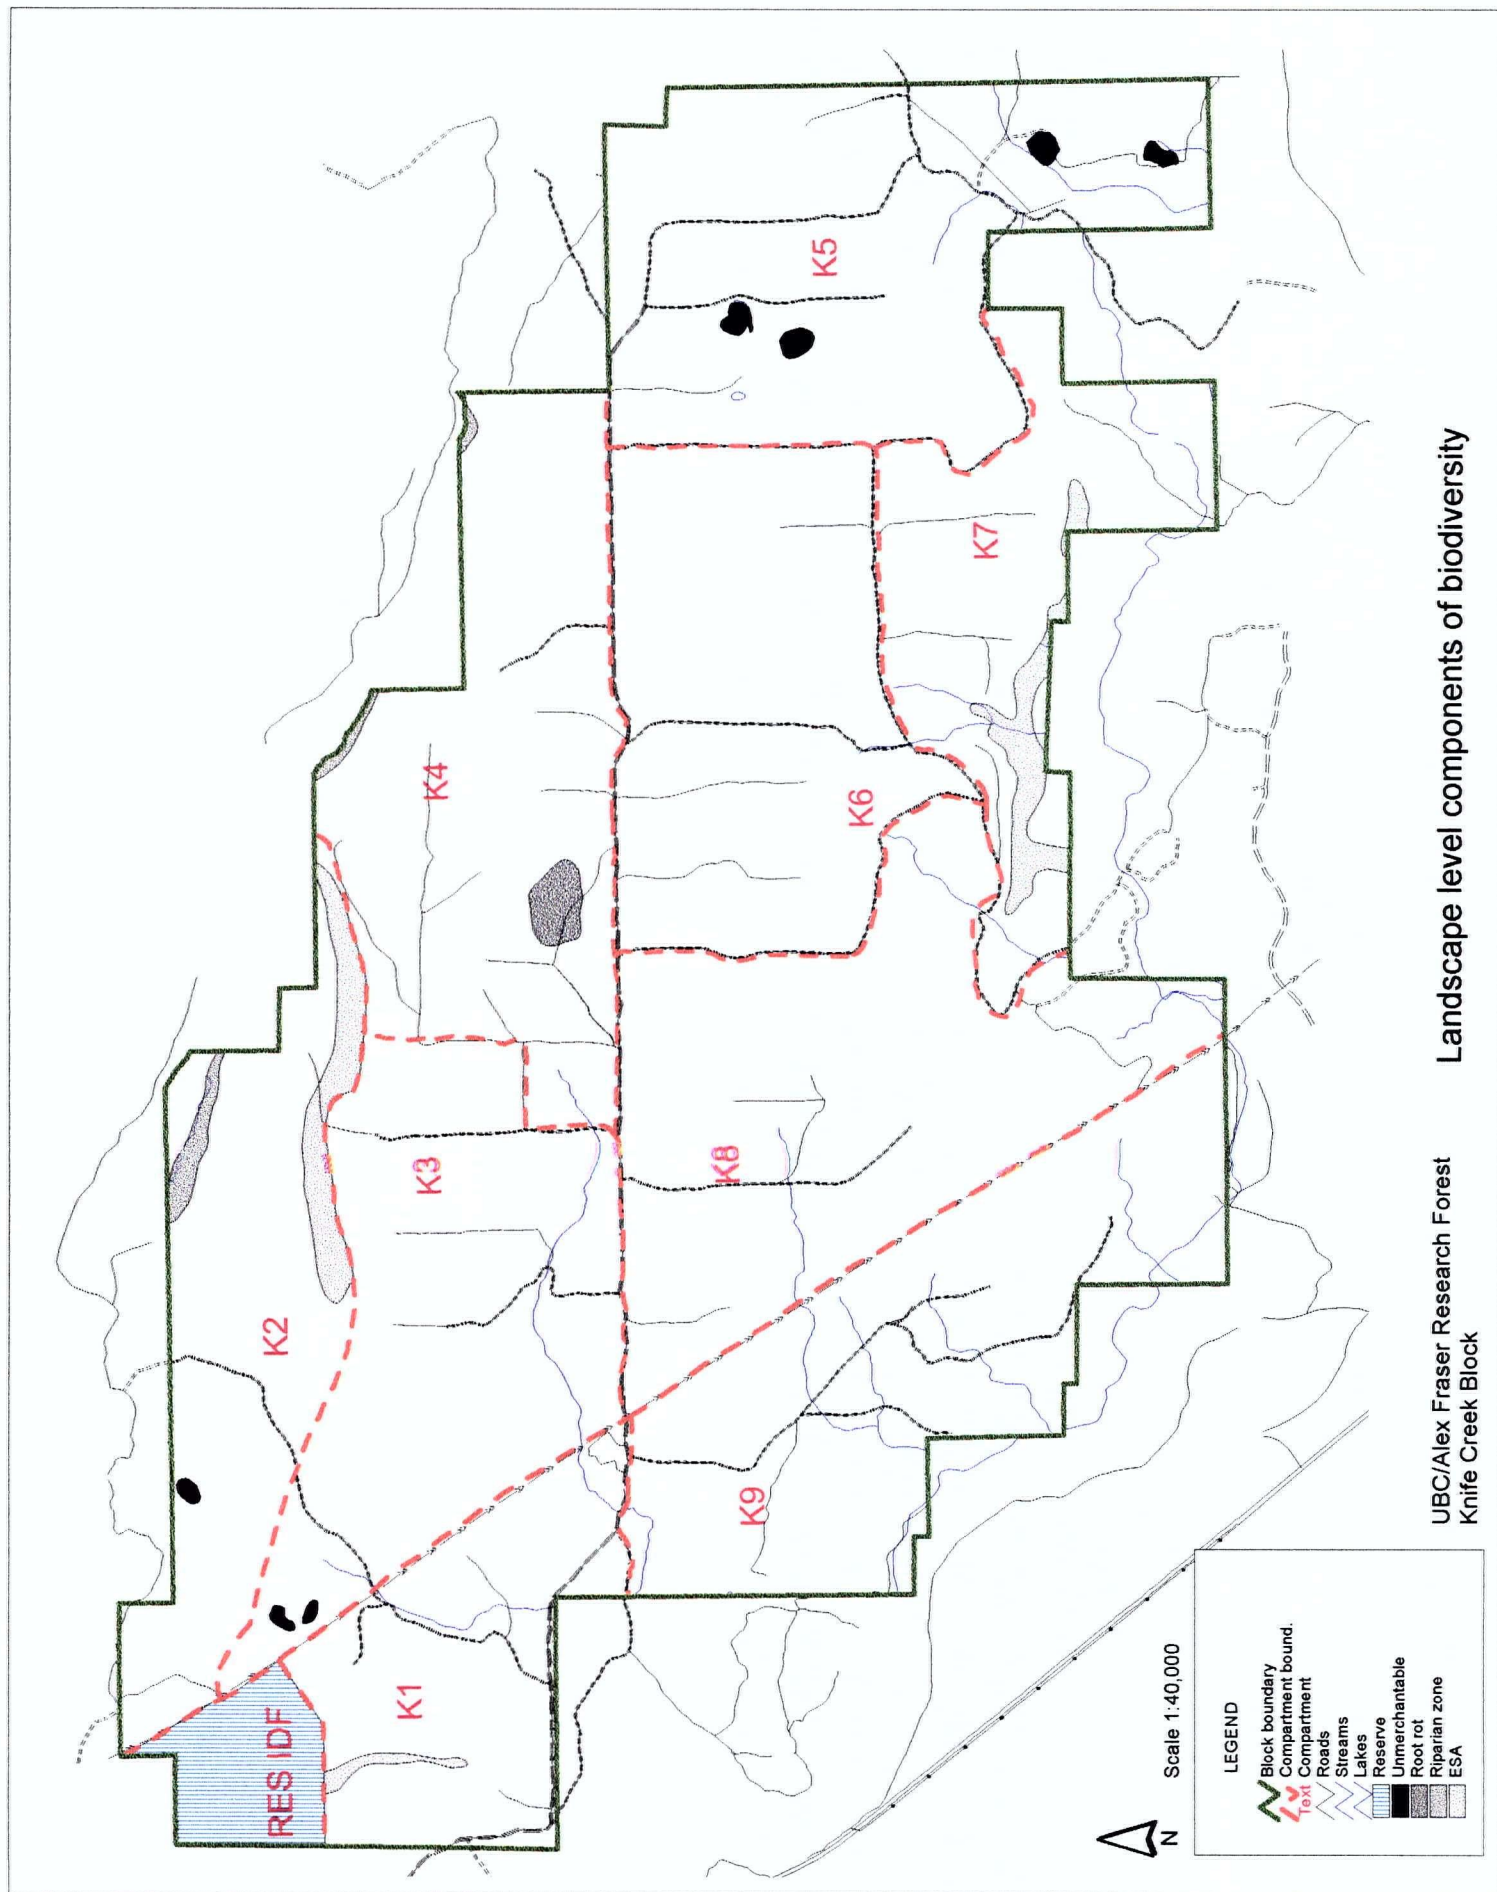 K1
K2
K3
K4
K5
K6
K7
K8
K9
RES IDF
Landscape level components of biodiversity
UBC/Alex Fraser Research Forest
Knife Creek Block
Scale 1:40,000
N
LEGEND
Block boundary
Compartment bound.
Text Compartment
Roads
Streams
Lakes
Reserve
Unmerchantable
Root rot
Riparian zone
ESA